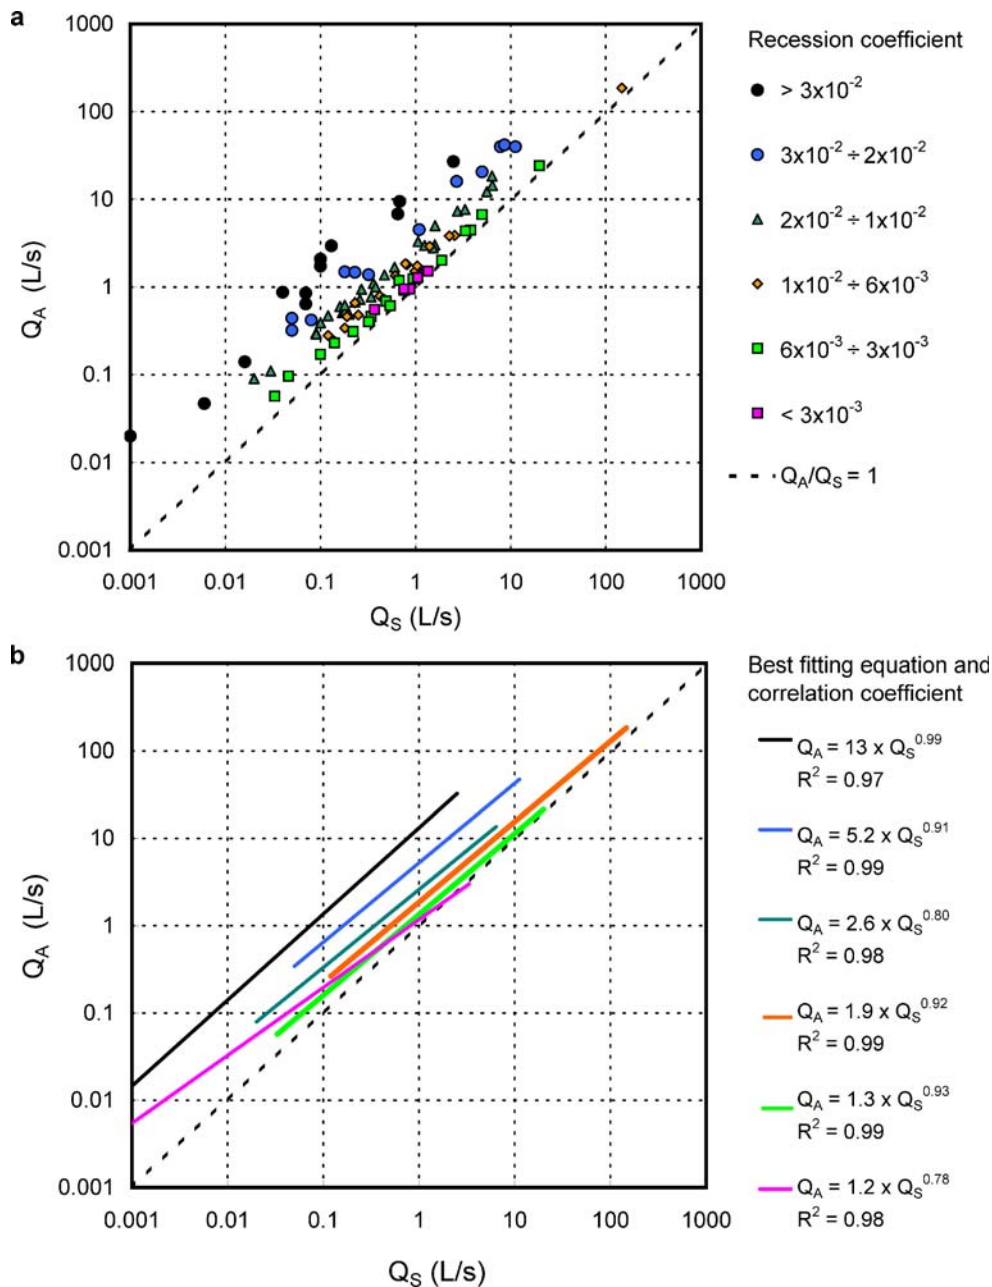 a
1000
100
10
1
0.1
0.01
0.001
Q_A (L/s)
0.001 0.01 0.1 1 10 100 1000
Q_S (L/s)
Recession coefficient
> 3x10^-2
3x10^-2 ÷ 2x10^-2
2x10^-2 ÷ 1x10^-2
1x10^-2 ÷ 6x10^-3
6x10^-3 ÷ 3x10^-3
< 3x10^-3
Q_A/Q_S = 1
b
1000
100
10
1
0.1
0.01
0.001
Q_A (L/s)
0.001 0.01 0.1 1 10 100 1000
Q_S (L/s)
Best fitting equation and
correlation coefficient
Q_A = 13 x Q_S^0.99
R^2 = 0.97
Q_A = 5.2 x Q_S^0.91
R^2 = 0.99
Q_A = 2.6 x Q_S^0.80
R^2 = 0.98
Q_A = 1.9 x Q_S^0.92
R^2 = 0.99
Q_A = 1.3 x Q_S^0.93
R^2 = 0.99
Q_A = 1.2 x Q_S^0.78
R^2 = 0.98